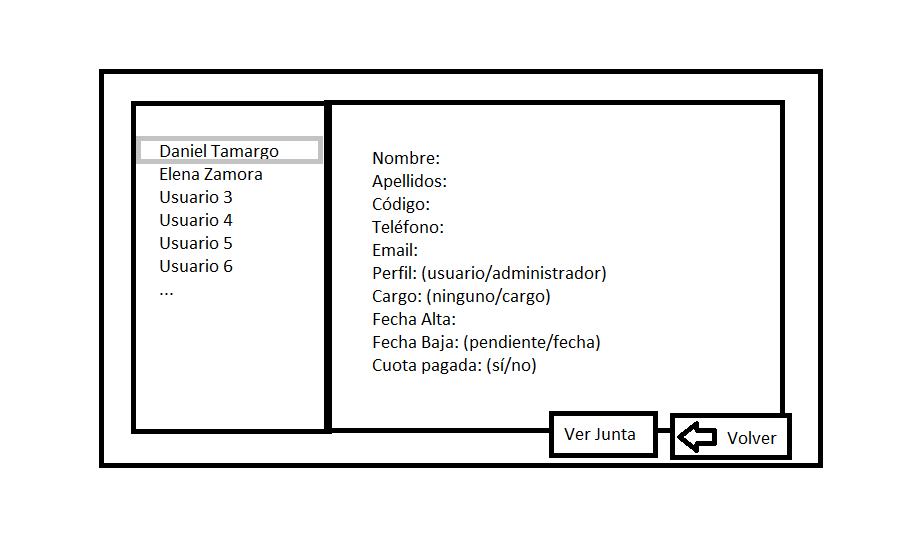 Daniel Tamargo
Elena Zamora
Usuario 3
Usuario 4
Usuario 5
Usuario 6
...
Nombre:
Apellidos:
Código:
Teléfono:
Email:
Perfil: (usuario/administrador)
Cargo: (ninguno/cargo)
Fecha Alta:
Fecha Baja: (pendiente/fecha)
Cuota pagada: (sí/no)
Ver Junta
Volver